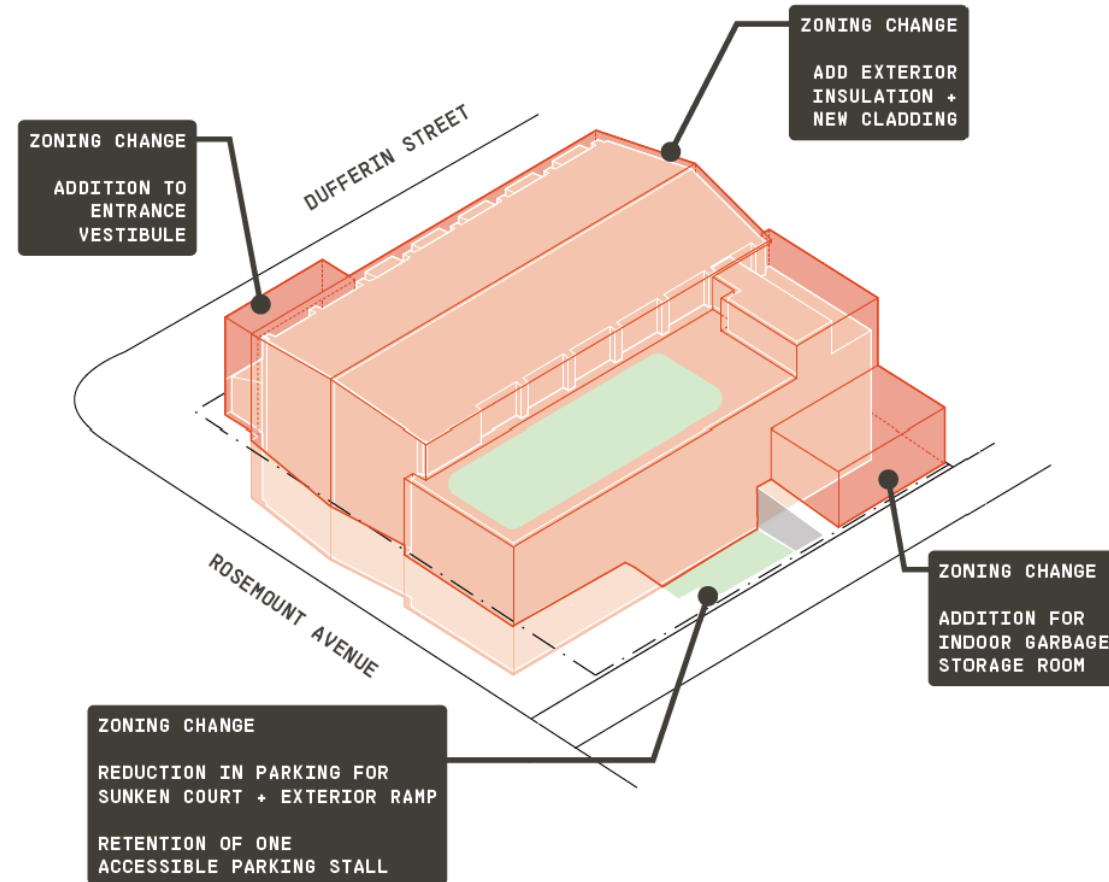 ZONING CHANGE
ADD EXTERIOR
INSULATION +
NEW CLADDING
DUFFERIN STREET
ZONING CHANGE
ADDITION TO
ENTRANCE
VESTIBULE
ROSEMOUNT AVENUE
ZONING CHANGE
ADDITION FOR
INDOOR GARBAGE
STORAGE ROOM
ZONING CHANGE
REDUCTION IN PARKING FOR
SUNKEN COURT + EXTERIOR RAMP
RETENTION OF ONE
ACCESSIBLE PARKING STALL